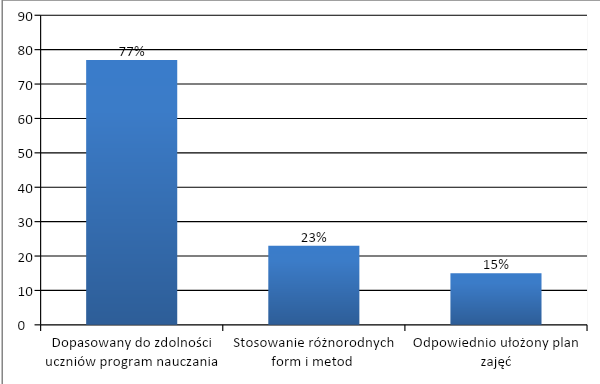 90
80
77%
70
60
50
40
30
23%
20
15%
10
0
Dopasowany do zdolności
uczniów program nauczania
Stosowanie różnorodnych
form i metod
Odpowiednio ułożony plan
zajęć